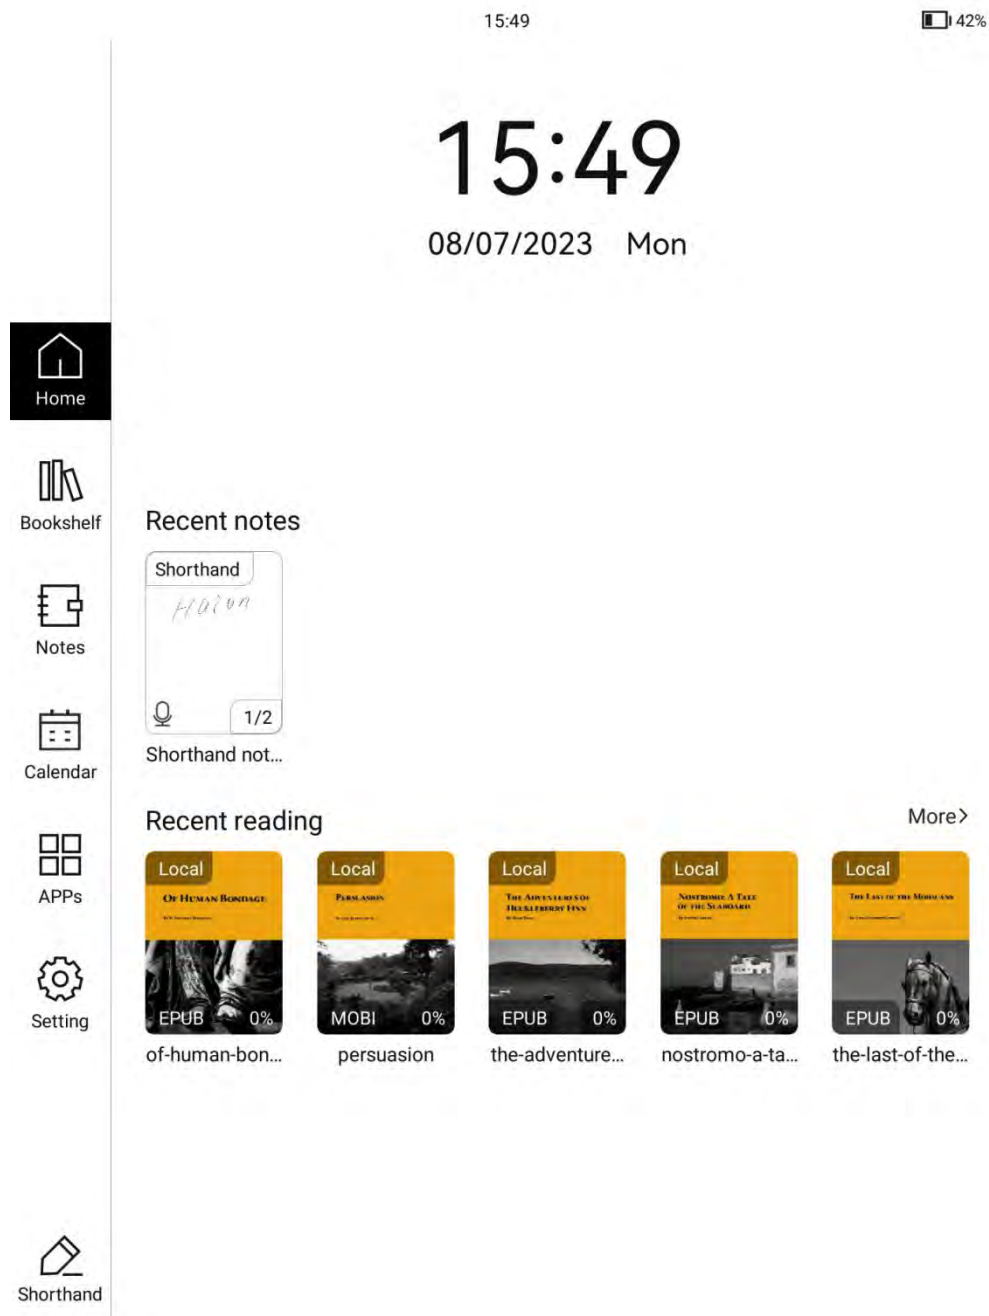 15:49
42%
15:49
08/07/2023 Mon
Home
Bookshelf
Notes
Calendar
APPs
Setting
Shorthand
Recent notes
Shorthand
1/2
Shorthand not...
Recent reading
More>
Local
OF HUMAN BONDAGE
EPUB 0%
of-human-bon...
Local
PERSUASION
MOBI 0%
persuasion
Local
THE ADVENTURES OF
HUCKLEBERRY FINN
EPUB 0%
the-adventure...
Local
NOSTROMO: A TALE
OF THE SEABOARD
EPUB 0%
nostromo-a-ta...
Local
THE LAST OF THE MOHICANS
EPUB 0%
the-last-of-the...